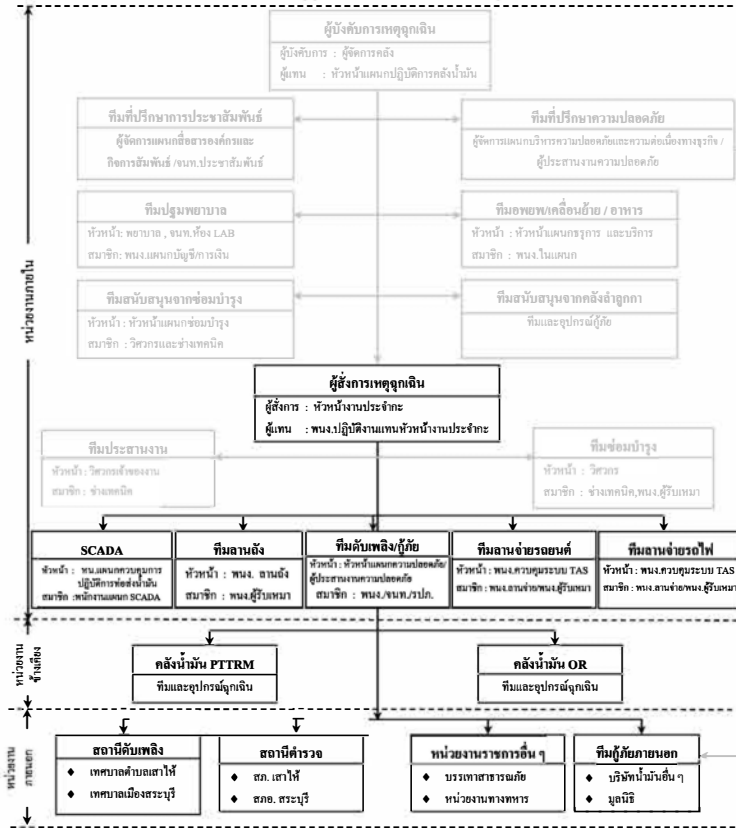 ผู้บังคับการเหตุฉุกเฉิน
ผู้บังคับการ : ผู้จัดการคลัง
ผู้แทน : หัวหน้าแผนกปฏิบัติการคลังน้ำมัน
ทีมที่ปรึกษาการประชาสัมพันธ์
ผู้จัดการแผนกสื่อสารองค์กรและ
กิจการสัมพันธ์ /จนท.ประชาสัมพันธ์
ทีมที่ปรึกษาความปลอดภัย
ผู้จัดการแผนกบริหารความปลอดภัยและความต่อเนื่องทางธุรกิจ /
ผู้ประสานงานความปลอดภัย
ทีมปฐมพยาบาล
หัวหน้า: พยาบาล , จนท.ห้อง LAB
สมาชิก: พนง.แผนกบัญชี/การเงิน
ทีมอพยพ/เคลื่อนย้าย / อาหาร
หัวหน้า : หัวหน้าแผนกธุรการ และบริการ
สมาชิก : พนง.ในแผนก
ทีมสนับสนุนจากซ่อมบำรุง
หัวหน้า : หัวหน้าแผนกซ่อมบำรุง
สมาชิก : วิศวกรและช่างเทคนิค
ทีมสนับสนุนจากคลังลำลูกกา
ทีมและอุปกรณ์กู้ภัย
หน่วยงานภายใน
ผู้สั่งการเหตุฉุกเฉิน
ผู้สั่งการ : หัวหน้างานประจำกะ
ผู้แทน : พนง.ปฏิบัติงานแทนหัวหน้างานประจำกะ
ทีมประสานงาน
หัวหน้า : วิศวกรเจ้าของงาน
สมาชิก : ช่างเทคนิค
ทีมซ่อมบำรุง
หัวหน้า : วิศวกร
สมาชิก : ช่างเทคนิค,พนง.ผู้รับเหมา
SCADA
หัวหน้า : หน.แผนกควบคุมการ
ปฏิบัติการท่อส่งน้ำมัน
สมาชิก : พนักงานแผนก SCADA
ทีมลานถัง
หัวหน้า : พนง. ลานถัง
สมาชิก : พนง.ผู้รับเหมา
ทีมดับเพลิง/กู้ภัย
หัวหน้า: หัวหน้าแผนกความปลอดภัย/
ผู้ประสานงานความปลอดภัย
สมาชิก : พนง./จนท./รปภ.
ทีมลานจ่ายรถยนต์
หัวหน้า : พนง.ควบคุมระบบ TAS
สมาชิก : พนง.ลานจ่าย/พนง.ผู้รับเหมา
ทีมลานจ่ายรถไฟ
หัวหน้า : พนง.ควบคุมระบบ TAS
สมาชิก : พนง.ลานจ่าย/พนง.ผู้รับเหมา
หน่วยงาน
ข้างเคียง
คลังน้ำมัน PTTRM
ทีมและอุปกรณ์ฉุกเฉิน
คลังน้ำมัน OR
ทีมและอุปกรณ์ฉุกเฉิน
หน่วยงาน
ภายนอก
สถานีดับเพลิง
♦ เทศบาลตำบลเสาไห้
♦ เทศบาลเมืองสระบุรี
สถานีตำรวจ
♦ สภ. เสาไห้
♦ สภอ. สระบุรี
หน่วยงานราชการอื่น ๆ
♦ บรรเทาสาธารณภัย
♦ หน่วยงานทางทหาร
ทีมกู้ภัยภายนอก
♦ บริษัทน้ำมันอื่น ๆ
♦ มูลนิธิ